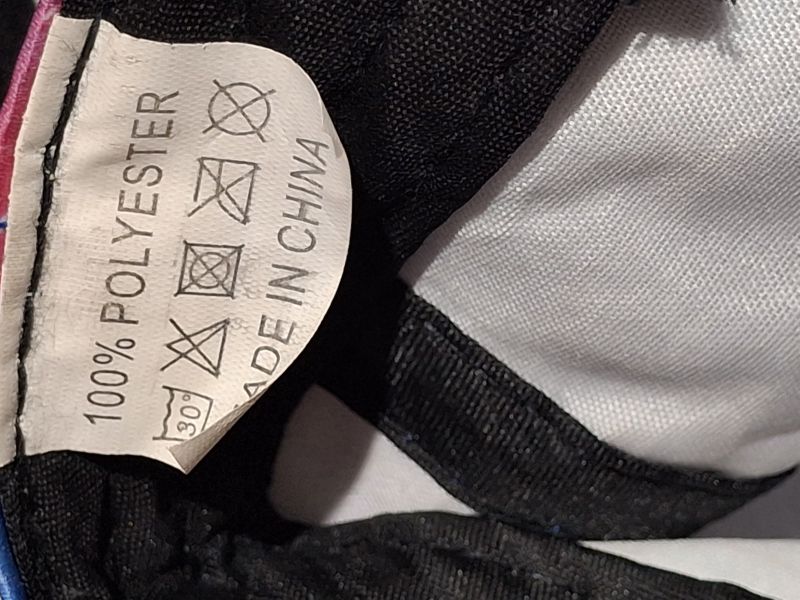 100% POLYESTER
30°
ADE IN CHINA